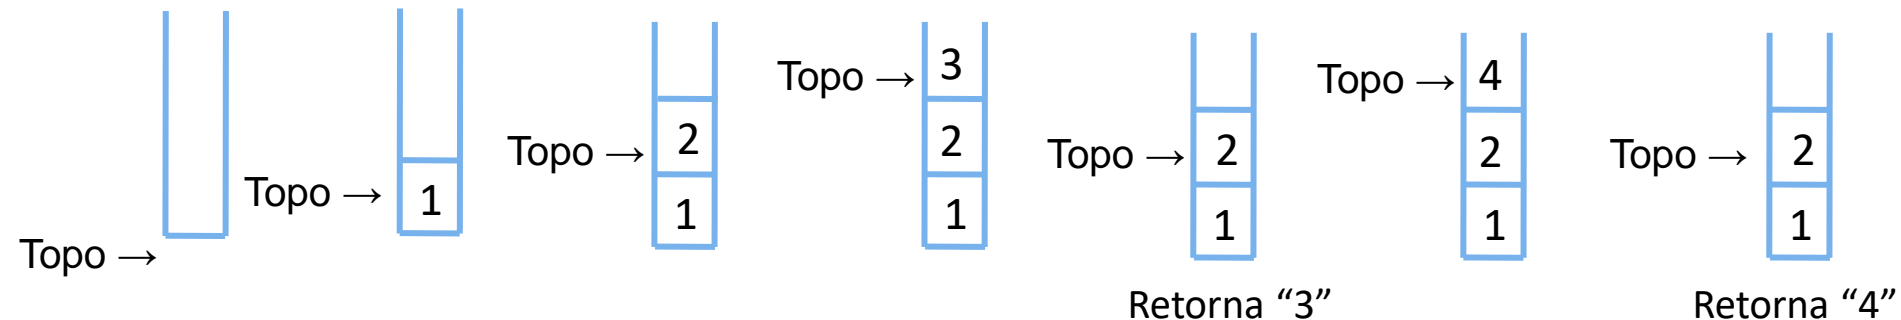 Topo →
Topo → 1
Topo → 2
1
Topo → 3
2
1
Topo → 2
1
Retorna “3”
Topo → 4
2
1
Topo → 2
1
Retorna “4”